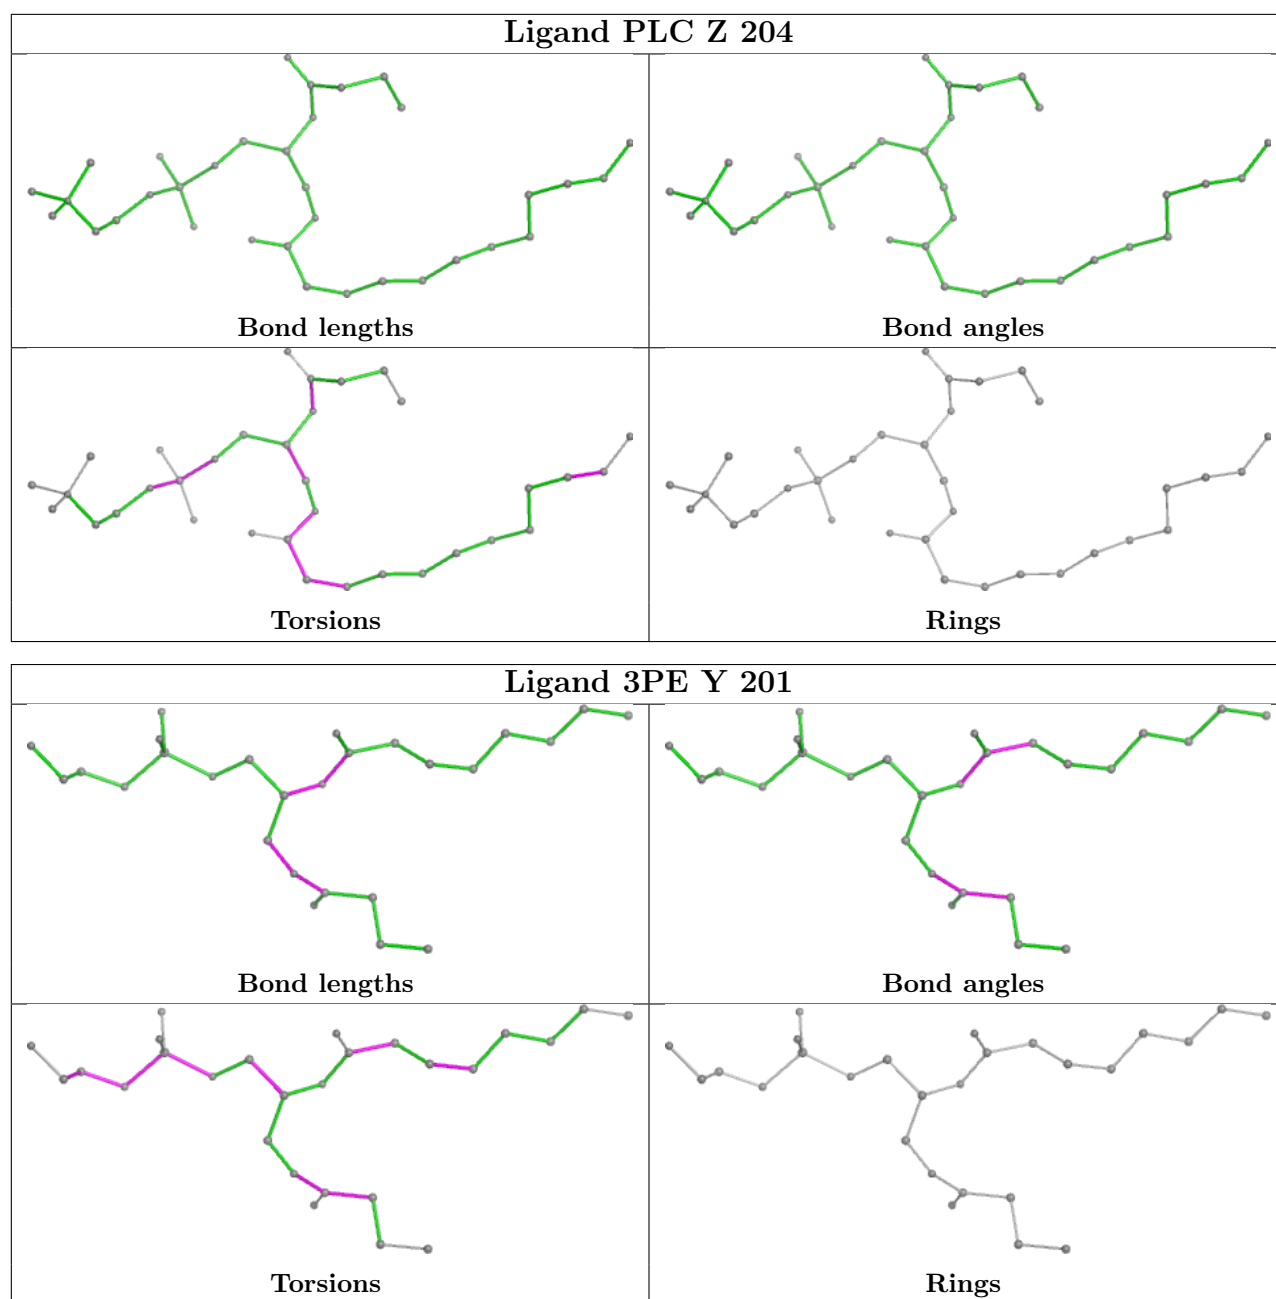 Ligand PLC Z 204
Bond lengths
Bond angles
Torsions
Rings
Ligand 3PE Y 201
Bond lengths
Bond angles
Torsions
Rings